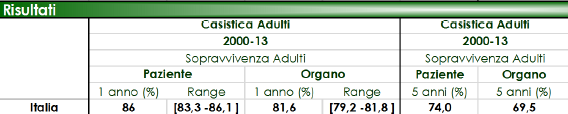 Risultati
Casistica Adulti Casistica Adulti
2000-13 2000-13
Sopravvivenza Adulti Sopravvivenza Adulti
Paziente Organo Paziente Organo
1 anno (%) Range 1 anno (%) Range 5 anni (%) 5 anni (%)
Italia 86 [83,3 -86,1 ] 81,6 [79,2 -81,8 ] 74,0 69,5